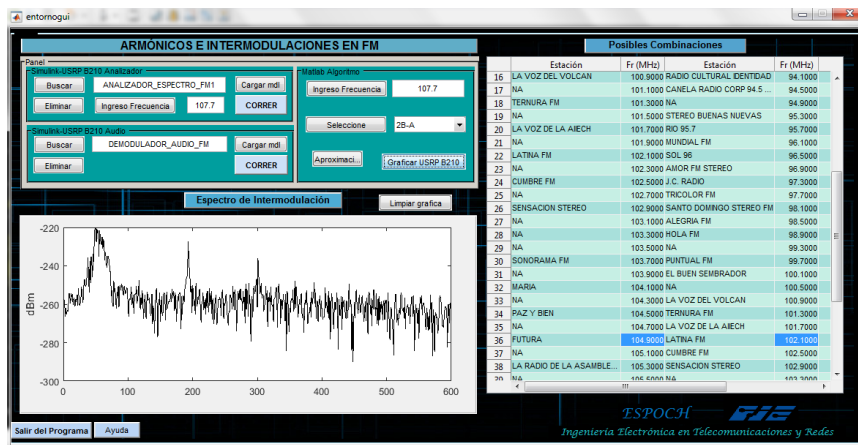 entornogui
ARMÓNICOS E INTERMODULACIONES EN FM
Posibles Combinaciones
Panel
Simulink-USRP B210 Analizador
Buscar ANALIZADOR_ESPECTRO_FM1 Cargar mdl
Eliminar Ingreso Frecuencia 107.7 CORRER
Simulink-USRP B210 Audio
Buscar DEMODULADOR_AUDIO_FM Cargar mdl
Eliminar CORRER
Matlab Algoritmo
Ingreso Frecuencia 107.7
Seleccione 2B-A
Aproximaci... Graficar USRP B210
Espectro de Intermodulación Limpiar grafica
-220
-240
-260
-280
-300
dBm
0 100 200 300 400 500 600
Estación Fr (MHz) Estación Fr (MHz)
16 LA VOZ DEL VOLCAN 100.9000 RADIO CULTURAL IDENTIDAD 94.1000
17 NA 101.1000 CANELA RADIO CORP 94.5 ... 94.5000
18 TERNURA FM 101.3000 NA 94.9000
19 NA 101.5000 STEREO BUENAS NUEVAS 95.3000
20 LA VOZ DE LA AIIECH 101.7000 RIO 95.7 95.7000
21 NA 101.9000 MUNDIAL FM 96.1000
22 LATINA FM 102.1000 SOL 96 96.5000
23 NA 102.3000 AMOR FM STEREO 96.9000
24 CUMBRE FM 102.5000 J.C. RADIO 97.3000
25 NA 102.7000 TRICOLOR FM 97.7000
26 SENSACION STEREO 102.9000 SANTO DOMINGO STEREO FM 98.1000
27 NA 103.1000 ALEGRIA FM 98.5000
28 NA 103.3000 HOLA FM 98.9000
29 NA 103.5000 NA 99.3000
30 SONORAMA FM 103.7000 PUNTUAL FM 99.7000
31 NA 103.9000 EL BUEN SEMBRADOR 100.1000
32 MARIA 104.1000 NA 100.5000
33 NA 104.3000 LA VOZ DEL VOLCAN 100.9000
34 PAZ Y BIEN 104.5000 TERNURA FM 101.3000
35 NA 104.7000 LA VOZ DE LA AIIECH 101.7000
36 FUTURA 104.9000 LATINA FM 102.1000
37 NA 105.1000 CUMBRE FM 102.5000
38 LA RADIO DE LA ASAMBLE... 105.3000 SENSACION STEREO 102.9000
39 NA 105.5000 NA 103.3000
ESPOCH
Ingeniería Electrónica en Telecomunicaciones y Redes
Salir del Programa Ayuda